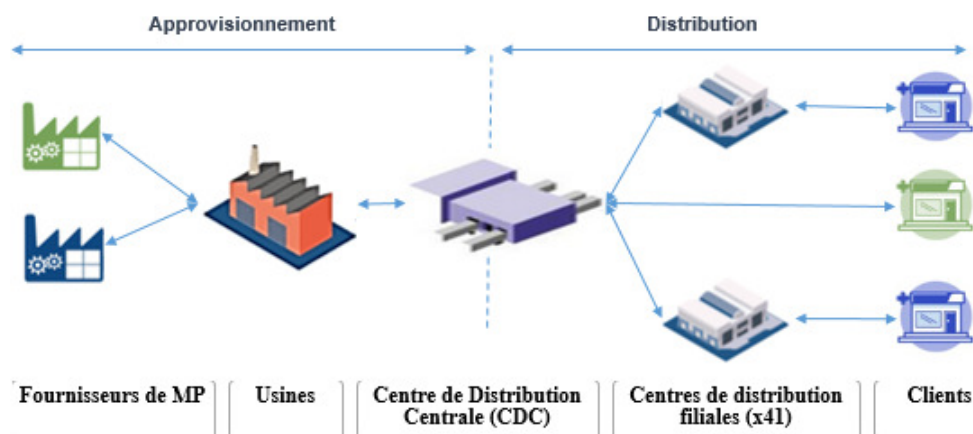 Approvisionnement
Distribution
Fournisseurs de MP
Usines
Centre de Distribution
Centrale (CDC)
Centres de distribution
filiales (x41)
Clients